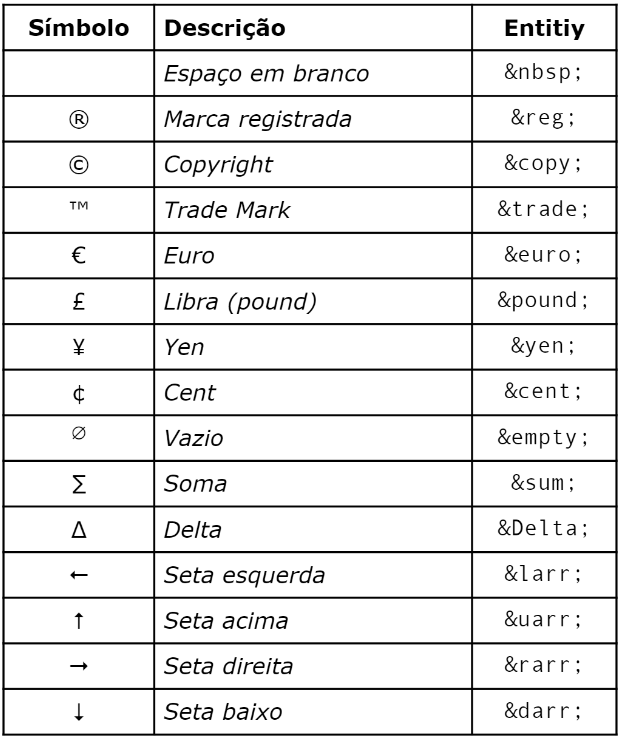 Símbolo Descrição Entitiy
Espaço em branco &nbsp;
® Marca registrada &reg;
© Copyright &copy;
™ Trade Mark &trade;
€ Euro &euro;
£ Libra (pound) &pound;
¥ Yen &yen;
¢ Cent &cent;
∅ Vazio &empty;
∑ Soma &sum;
Δ Delta &Delta;
← Seta esquerda &larr;
↑ Seta acima &uarr;
→ Seta direita &rarr;
↓ Seta baixo &darr;